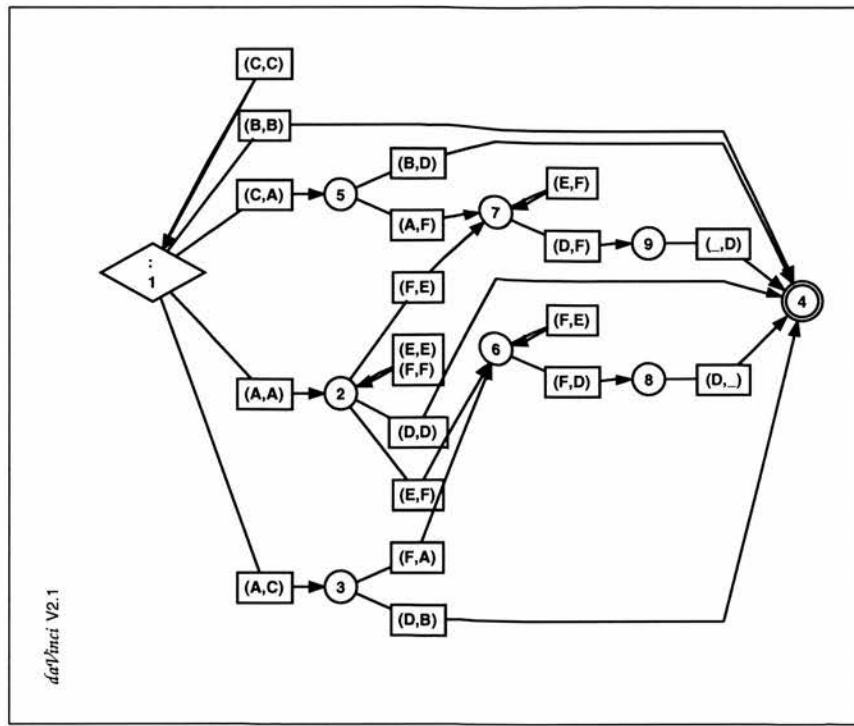 (C,C)
(B,B)
(B,D)
(C,A)
5
(E,F)
7
(A,F)
(D,F)
9
(_,D)
:
1
(F,E)
4
(F,E)
6
(E,E)
(F,F)
(F,D)
8
(D,_)
(A,A)
2
(D,D)
(E,F)
(F,A)
(A,C)
3
(D,B)
daVinci V2.1